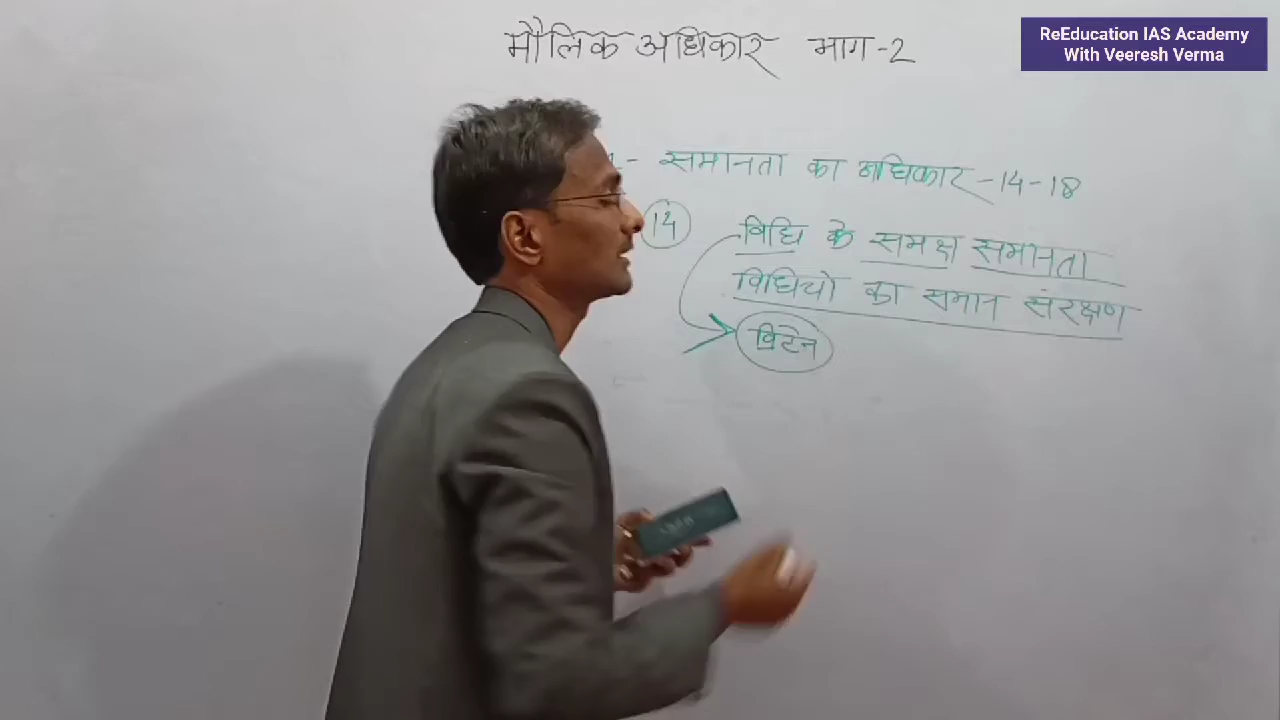 मौलिक अधिकार भाग-2
ReEducation IAS Academy
With Veeresh Verma
- समानता का अधिकार -14-18
14 विधि के समक्ष समानता
विधियो का समान संरक्षण
ब्रिटेन